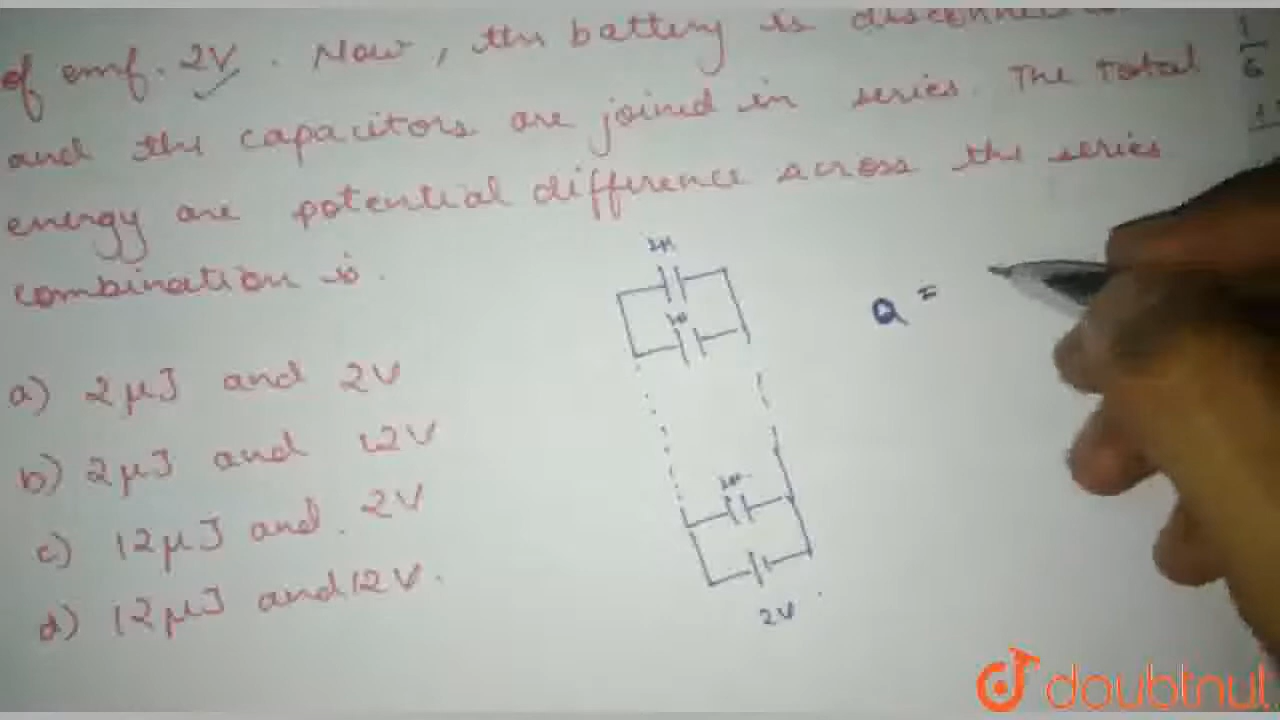 of emf. 2V. Now, the battery is
and the capacitors are joined in series. The total
energy are potential difference across the series
combination is.
a) 2μJ and 2V
b) 2μJ and 12V
c) 12μJ and. 2V
d) 12μJ and 12V.
Q =
2V.
1
6
doubtnut